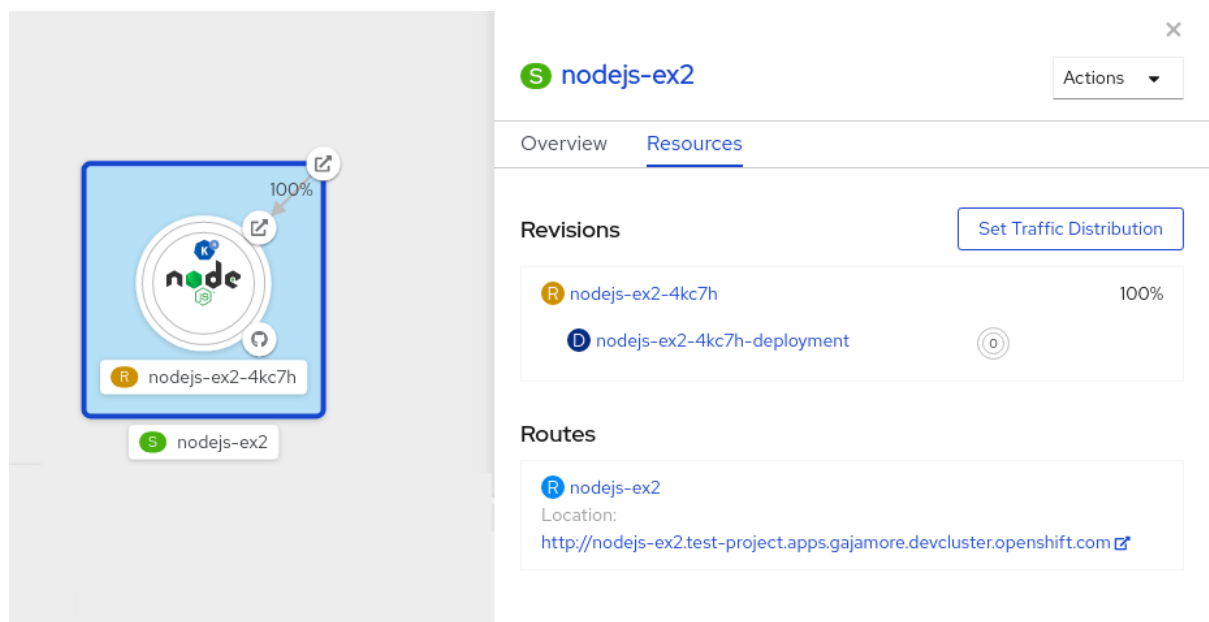 100%
K
node
JS
R nodejs-ex2-4kc7h
S nodejs-ex2
×
S nodejs-ex2
Actions
Overview Resources
Revisions
Set Traffic Distribution
R nodejs-ex2-4kc7h 100%
D nodejs-ex2-4kc7h-deployment 0
Routes
R nodejs-ex2
Location:
http://nodejs-ex2.test-project.apps.gajamore.devcluster.openshift.com